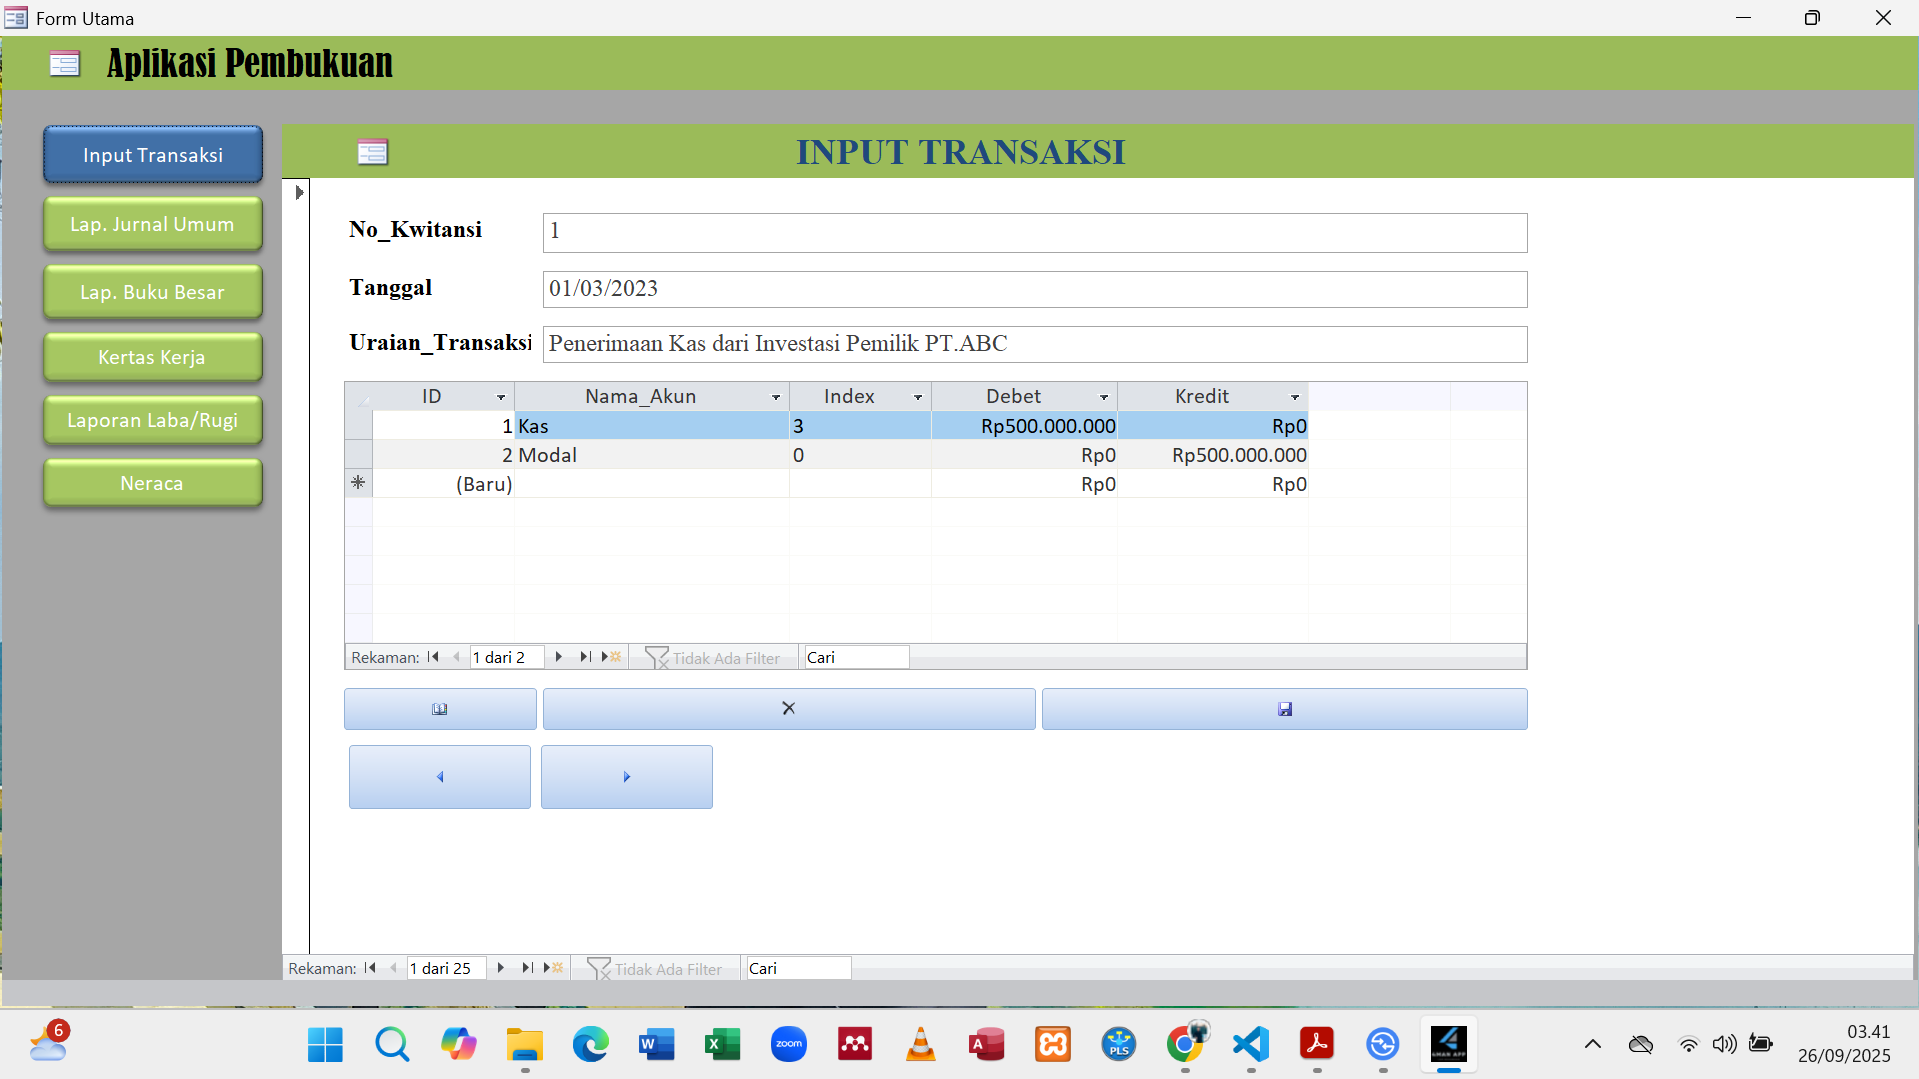 Form Utama
Aplikasi Pembukuan
Input Transaksi
Lap. Jurnal Umum
Lap. Buku Besar
Kertas Kerja
Laporan Laba/Rugi
Neraca
INPUT TRANSAKSI
No_Kwitansi 1
Tanggal 01/03/2023
Uraian_Transaksi Penerimaan Kas dari Investasi Pemilik PT.ABC
ID Nama_Akun Index Debet Kredit
1 Kas 3 Rp500.000.000 Rp0
2 Modal 0 Rp0 Rp500.000.000
(Baru) Rp0 Rp0
Rekaman: 1 dari 2 Tidak Ada Filter Cari
Rekaman: 1 dari 25 Tidak Ada Filter Cari
6
W
X
zoom
A
PLS
03.41
26/09/2025